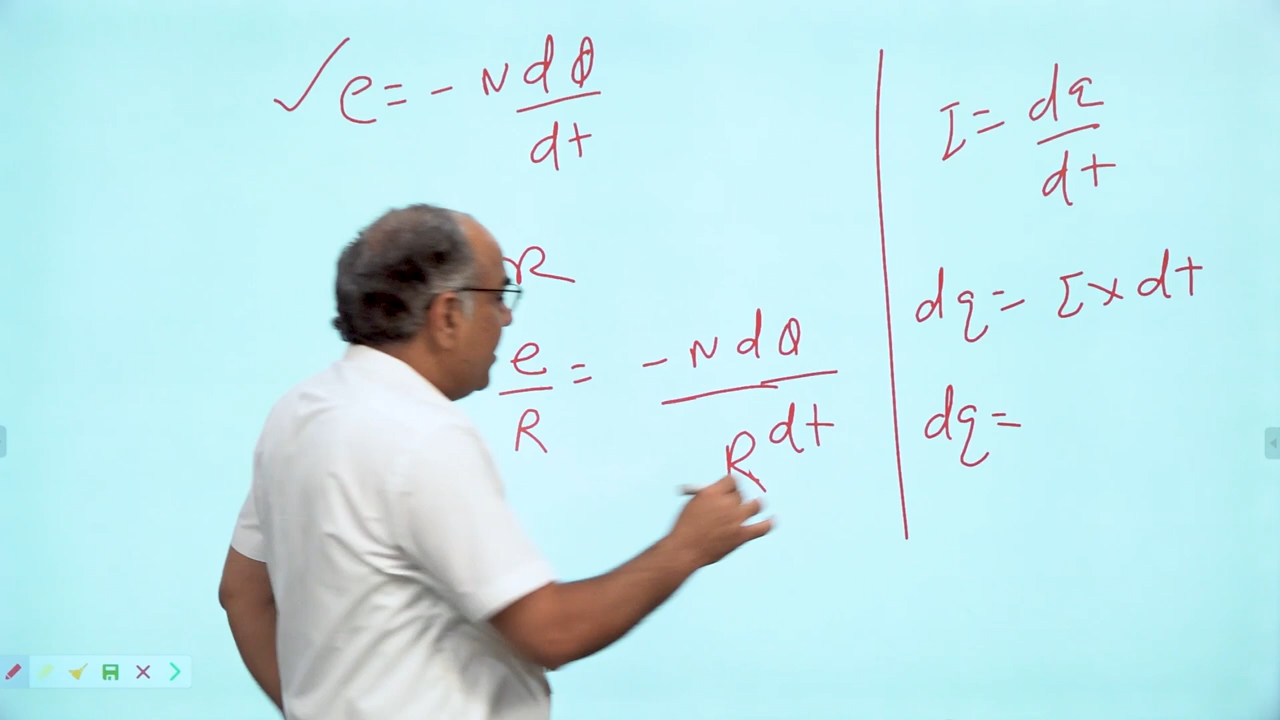 ✓ e = - N dΦ/dt
R
e/R = - N dΦ / R dt
I = dq/dt
dq = I × dt
dq =